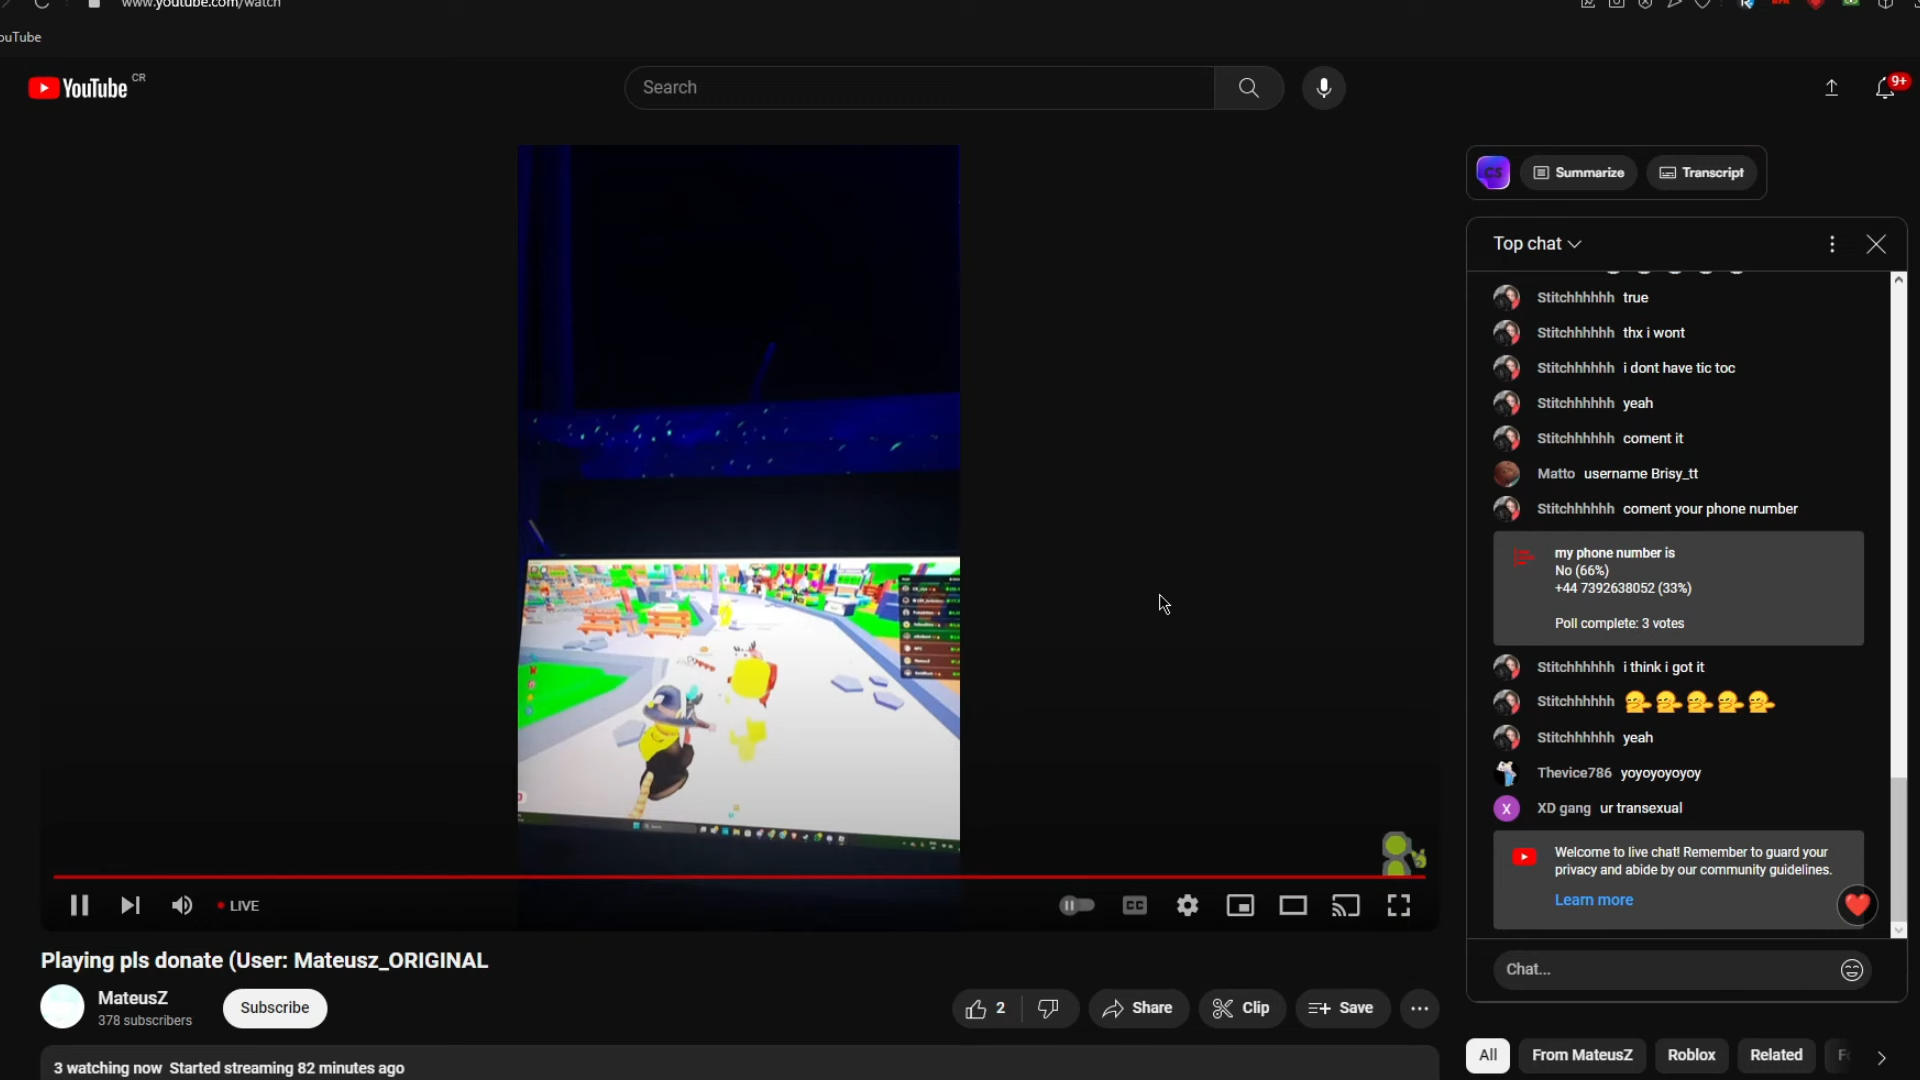 www.youtube.com/watch
ouTube
YouTube CR
Search
9+
Summarize
Transcript
Top chat
Stitchhhhhh true
Stitchhhhhh thx i wont
Stitchhhhhh i dont have tic toc
Stitchhhhhh yeah
Stitchhhhhh coment it
Matto username Brisy_tt
Stitchhhhhh coment your phone number
my phone number is
No (66%)
+44 7392638052 (33%)
Poll complete: 3 votes
Stitchhhhhh i think i got it
Stitchhhhhh
Stitchhhhhh yeah
Thevice786 yoyoyoyoyoy
X XD gang ur transexual
Welcome to live chat! Remember to guard your
privacy and abide by our community guidelines.
Learn more
Chat...
LIVE
CC
Playing pls donate (User: Mateusz_ORIGINAL
MateusZ
378 subscribers
Subscribe
2
Share
Clip
Save
3 watching now Started streaming 82 minutes ago
All
From MateusZ
Roblox
Related